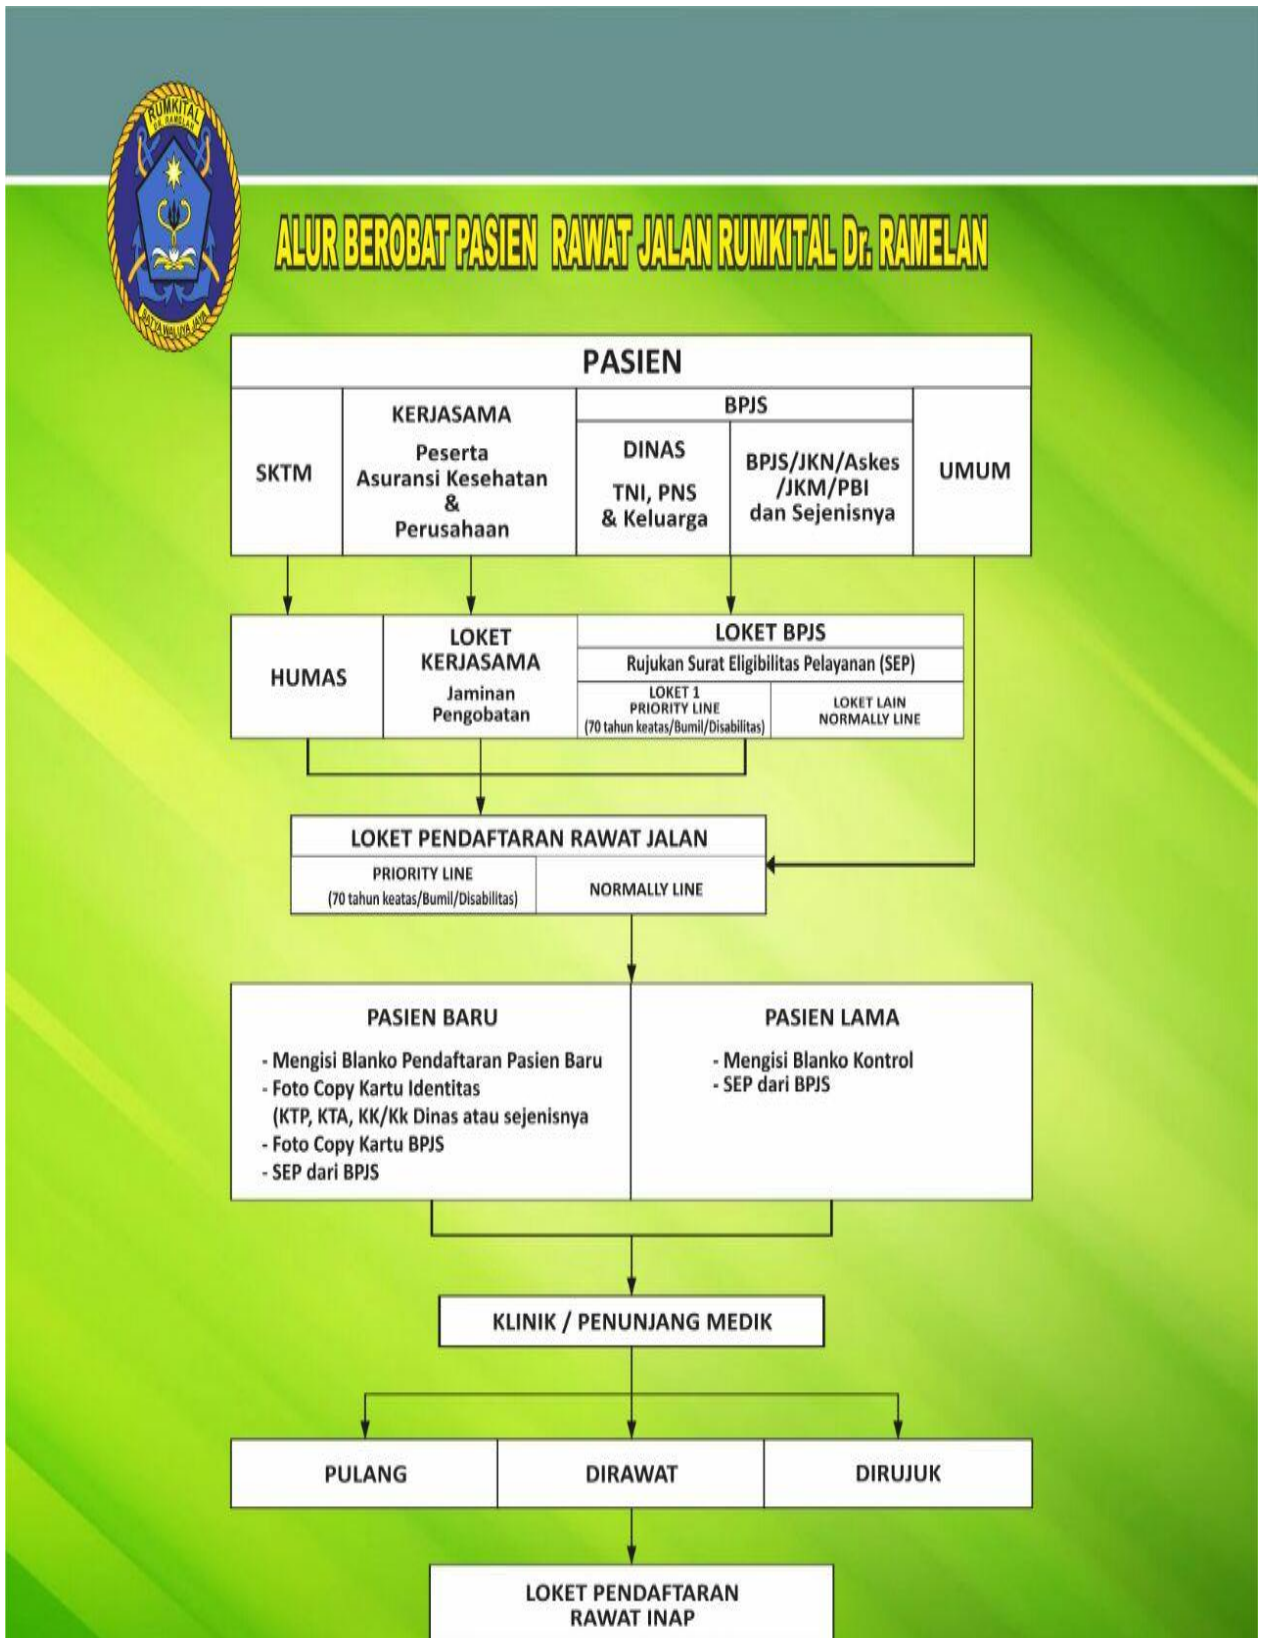 RUMKITAL
DR. RAMELAN
SATYA WALUYA JAYA
ALUR BEROBAT PASIEN RAWAT JALAN RUMKITAL Dr. RAMELAN
PASIEN
SKTM
KERJASAMA
Peserta
Asuransi Kesehatan
&
Perusahaan
BPJS
DINAS
TNI, PNS
& Keluarga
BPJS/JKN/Askes
/JKM/PBI
dan Sejenisnya
UMUM
HUMAS
LOKET
KERJASAMA
Jaminan
Pengobatan
LOKET BPJS
Rujukan Surat Eligibilitas Pelayanan (SEP)
LOKET 1
PRIORITY LINE
(70 tahun keatas/Bumil/Disabilitas)
LOKET LAIN
NORMALLY LINE
LOKET PENDAFTARAN RAWAT JALAN
PRIORITY LINE
(70 tahun keatas/Bumil/Disabilitas)
NORMALLY LINE
PASIEN BARU
- Mengisi Blanko Pendaftaran Pasien Baru
- Foto Copy Kartu Identitas
(KTP, KTA, KK/Kk Dinas atau sejenisnya
- Foto Copy Kartu BPJS
- SEP dari BPJS
PASIEN LAMA
- Mengisi Blanko Kontrol
- SEP dari BPJS
KLINIK / PENUNJANG MEDIK
PULANG
DIRAWAT
DIRUJUK
LOKET PENDAFTARAN
RAWAT INAP